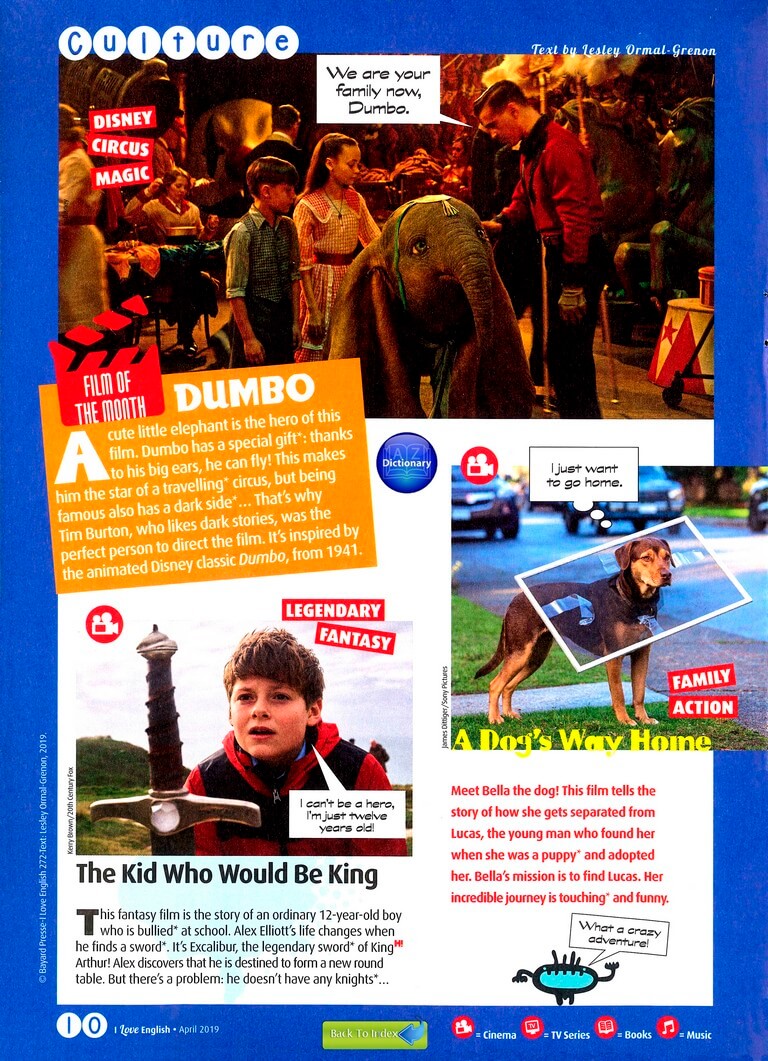 Culture
Text by Lesley Ormal-Grenon
We are your
family now,
Dumbo.
DISNEY
CIRCUS
MAGIC
FILM OF
THE MONTH
DUMBO
A cute little elephant is the hero of this
film. Dumbo has a special gift*: thanks
to his big ears, he can fly! This makes
him the star of a travelling* circus, but being
famous also has a dark side*... That's why
Tim Burton, who likes dark stories, was the
perfect person to direct the film. It's inspired by
the animated Disney classic Dumbo, from 1941.
A Z
Dictionary
I just want
to go home.
FAMILY
ACTION
James Dittiger/Sony Pictures
A Dog's Way Home
Meet Bella the dog! This film tells the
story of how she gets separated from
Lucas, the young man who found her
when she was a puppy* and adopted
her. Bella's mission is to find Lucas. Her
incredible journey is touching* and funny.
What a crazy
adventure!
LEGENDARY
FANTASY
I can't be a hero,
I'm just twelve
years old!
Kerry Brown/20th Century Fox
The Kid Who Would Be King
This fantasy film is the story of an ordinary 12-year-old boy
who is bullied* at school. Alex Elliott's life changes when
he finds a sword*. It's Excalibur, the legendary sword* of King H!
Arthur! Alex discovers that he is destined to form a new round
table. But there's a problem: he doesn't have any knights*...
© Bayard Presse-I Love English 272-Text: Lesley Ormal-Grenon, 2019.
10 I Love English • April 2019
Back To Index
= Cinema = TV Series = Books = Music